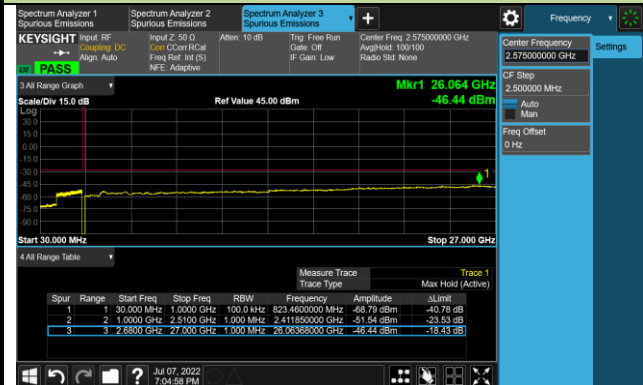 Spectrum Analyzer 1
Spurious Emissions
Spectrum Analyzer 2
Spurious Emissions
Spectrum Analyzer 3
Spurious Emissions
+
Frequency
KEYSIGHT
PASS
Input: RF
Coupling: DC
Align: Auto
Input Z: 50 Ω
Corr CCorr RCal
Freq Ref: Int (S)
NFE: Adaptive
Atten: 10 dB
Trig: Free Run
Gate: Off
IF Gain: Low
Center Freq: 2.575000000 GHz
Avg|Hold: 100/100
Radio Std: None
Center Frequency
2.575000000 GHz
Settings
CF Step
2.500000 MHz
Auto
Man
Freq Offset
0 Hz
3 All Range Graph
Mkr1 26.064 GHz
Scale/Div 15.0 dB
Ref Value 45.00 dBm
-46.44 dBm
Log
30.0
15.0
0.00
-15.0
-30.0
-45.0
-60.0
-75.0
-90.0
1
Start 30.000 MHz
Stop 27.000 GHz
4 All Range Table
Measure Trace Trace 1
Trace Type Max Hold (Active)
Spur Range Start Freq Stop Freq RBW Frequency Amplitude ΔLimit
1 1 30.000 MHz 1.0000 GHz 100.0 kHz 823.4600000 MHz -68.79 dBm -40.78 dB
2 2 1.0000 GHz 2.5100 GHz 1.000 MHz 2.411850000 GHz -51.54 dBm -23.53 dB
3 3 2.6800 GHz 27.000 GHz 1.000 MHz 26.06368000 GHz -46.44 dBm -18.43 dB
?
Jul 07, 2022
7:04:58 PM